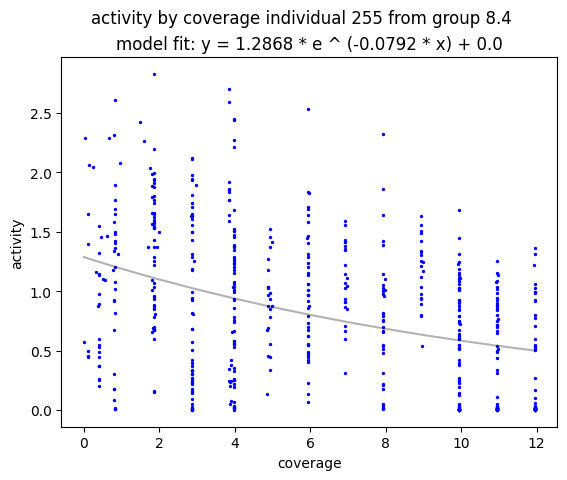 activity by coverage individual 255 from group 8.4
model fit: y = 1.2868 * e ^ (-0.0792 * x) + 0.0
2.5
2.0
1.5
1.0
0.5
0.0
activity
0 2 4 6 8 10 12
coverage